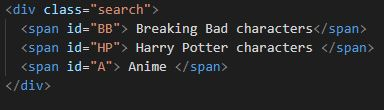 <div class="search">
<span id="BB"> Breaking Bad characters</span>
<span id="HP"> Harry Potter characters </span>
<span id="A"> Anime </span>
</div>